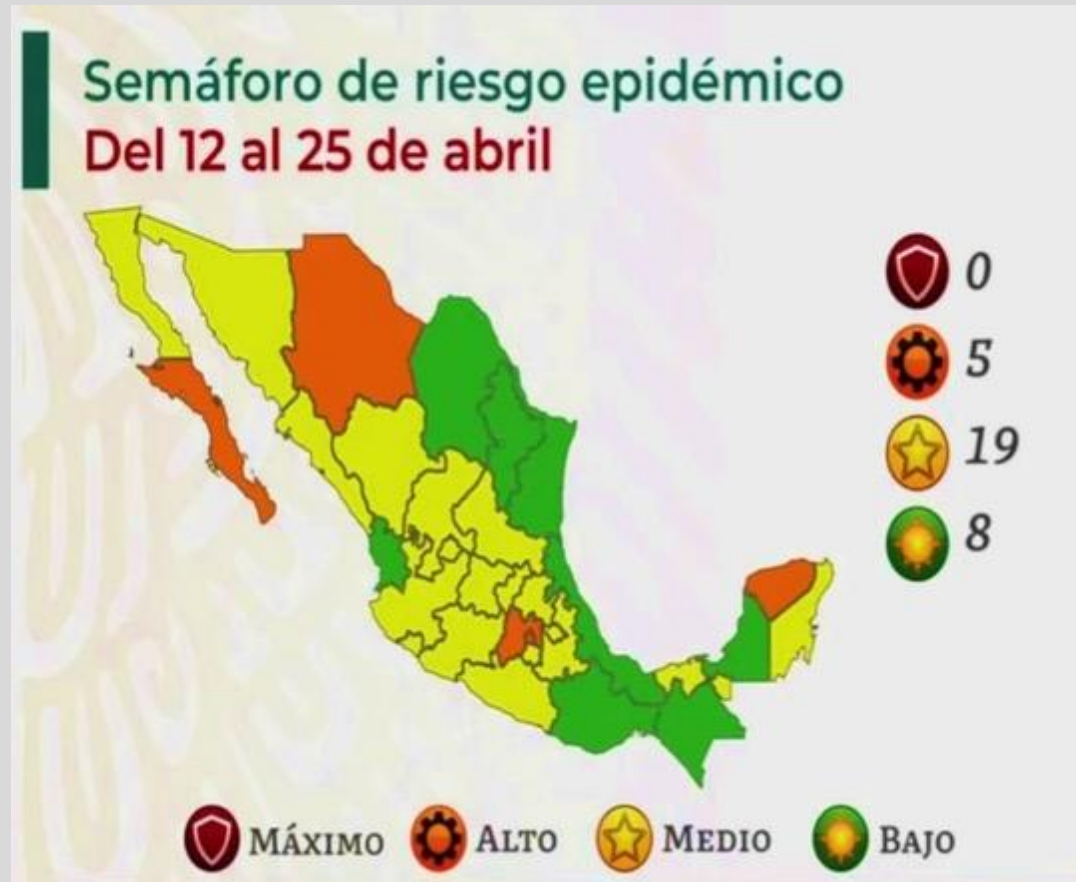 Semáforo de riesgo epidémico
Del 12 al 25 de abril
0
5
19
8
MÁXIMO ALTO MEDIO BAJO